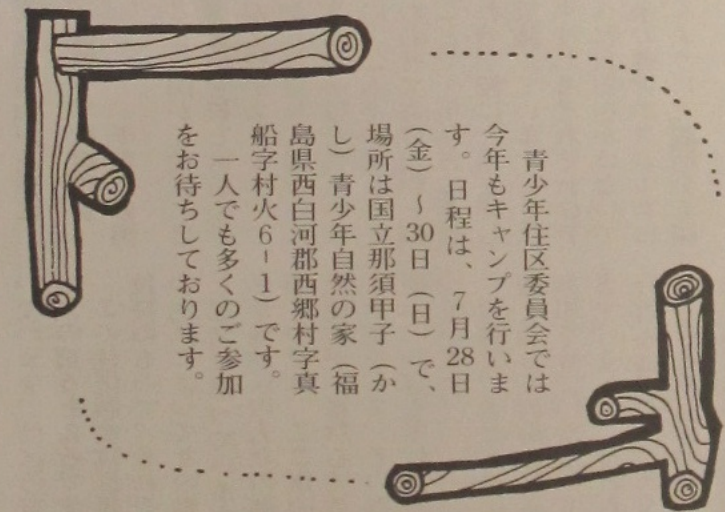 青少年住区委員会では
今年もキャンプを行いま
す。日程は、7月28日
（金）～30日（日）で、
場所は国立那須甲子（か
し）青少年自然の家（福
島県西白河郡西郷村字真
船字村火6－1）です。
一人でも多くのご参加
をお待ちしております。